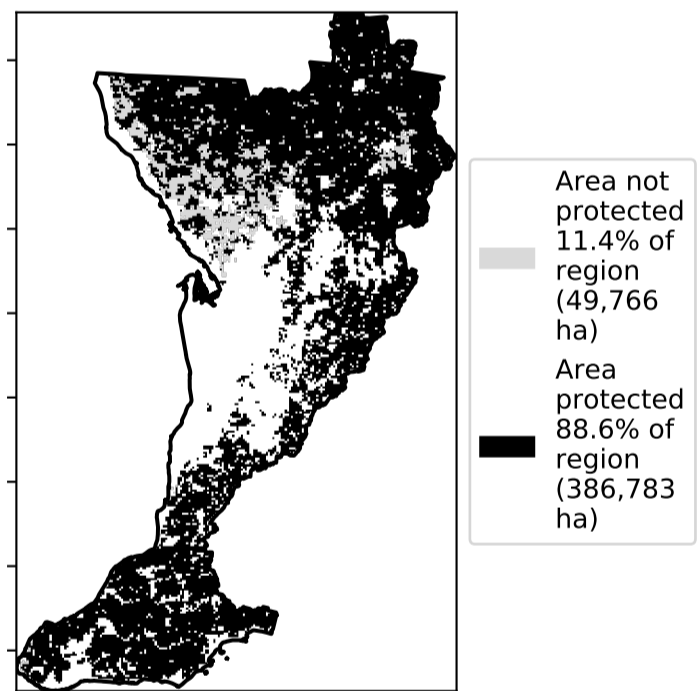 Area not
protected
11.4% of
region
(49,766
ha)
Area
protected
88.6% of
region
(386,783
ha)